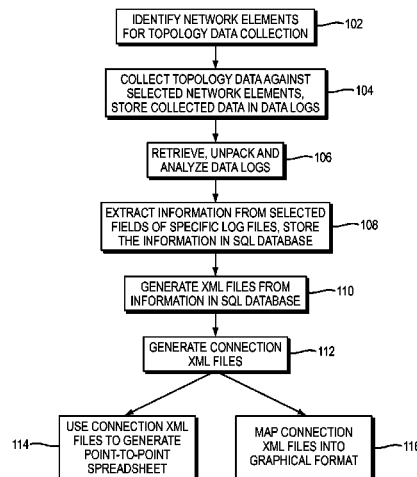 IDENTIFY NETWORK ELEMENTS
FOR TOPOLOGY DATA COLLECTION
102
COLLECT TOPOLOGY DATA AGAINST
SELECTED NETWORK ELEMENTS,
STORE COLLECTED DATA IN DATA LOGS
104
RETRIEVE, UNPACK AND
ANALYZE DATA LOGS
106
EXTRACT INFORMATION FROM SELECTED
FIELDS OF SPECIFIC LOG FILES, STORE
THE INFORMATION IN SQL DATABASE
108
GENERATE XML FILES FROM
INFORMATION IN SQL DATABASE
110
GENERATE CONNECTION
XML FILES
112
114
USE CONNECTION XML
FILES TO GENERATE
POINT-TO-POINT
SPREADSHEET
MAP CONNECTION
XML FILES INTO
GRAPHICAL FORMAT
116